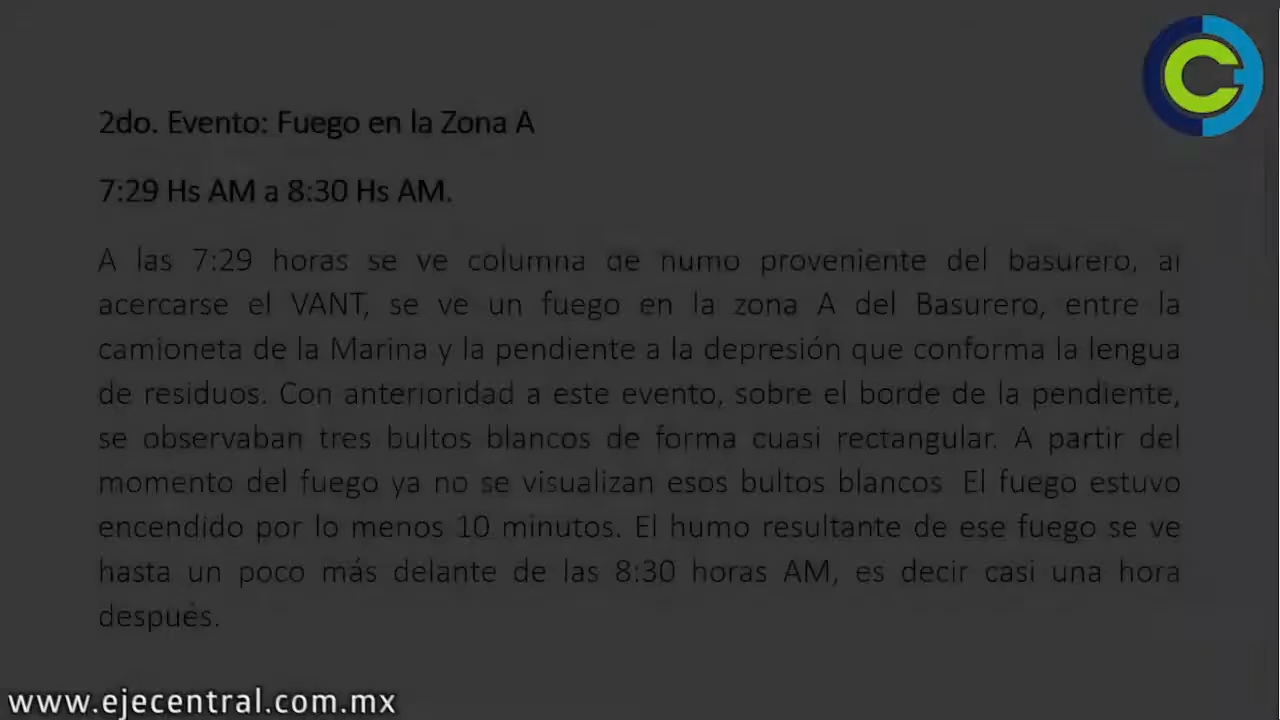 2do. Evento: Fuego en la Zona A
7:29 Hs AM a 8:30 Hs AM.
A las 7:29 horas se ve columna de humo proveniente del basurero, al
acercarse el VANT, se ve un fuego en la zona A del Basurero, entre la
camioneta de la Marina y la pendiente a la depresión que conforma la lengua
de residuos. Con anterioridad a este evento, sobre el borde de la pendiente,
se observaban tres bultos blancos de forma cuasi rectangular. A partir del
momento del fuego ya no se visualizan esos bultos blancos El fuego estuvo
encendido por lo menos 10 minutos. El humo resultante de ese fuego se ve
hasta un poco más delante de las 8:30 horas AM, es decir casi una hora
después.
www.ejecentral.com.mx